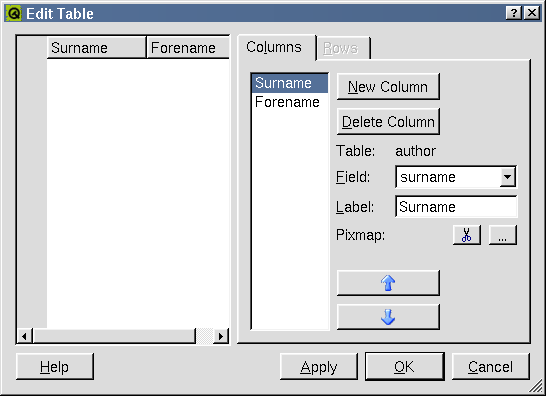 Edit Table
Surname Forename
Columns Rows
Surname
Forename
New Column
Delete Column
Table: author
Field: surname
Label: Surname
Pixmap: ...
Help Apply OK Cancel